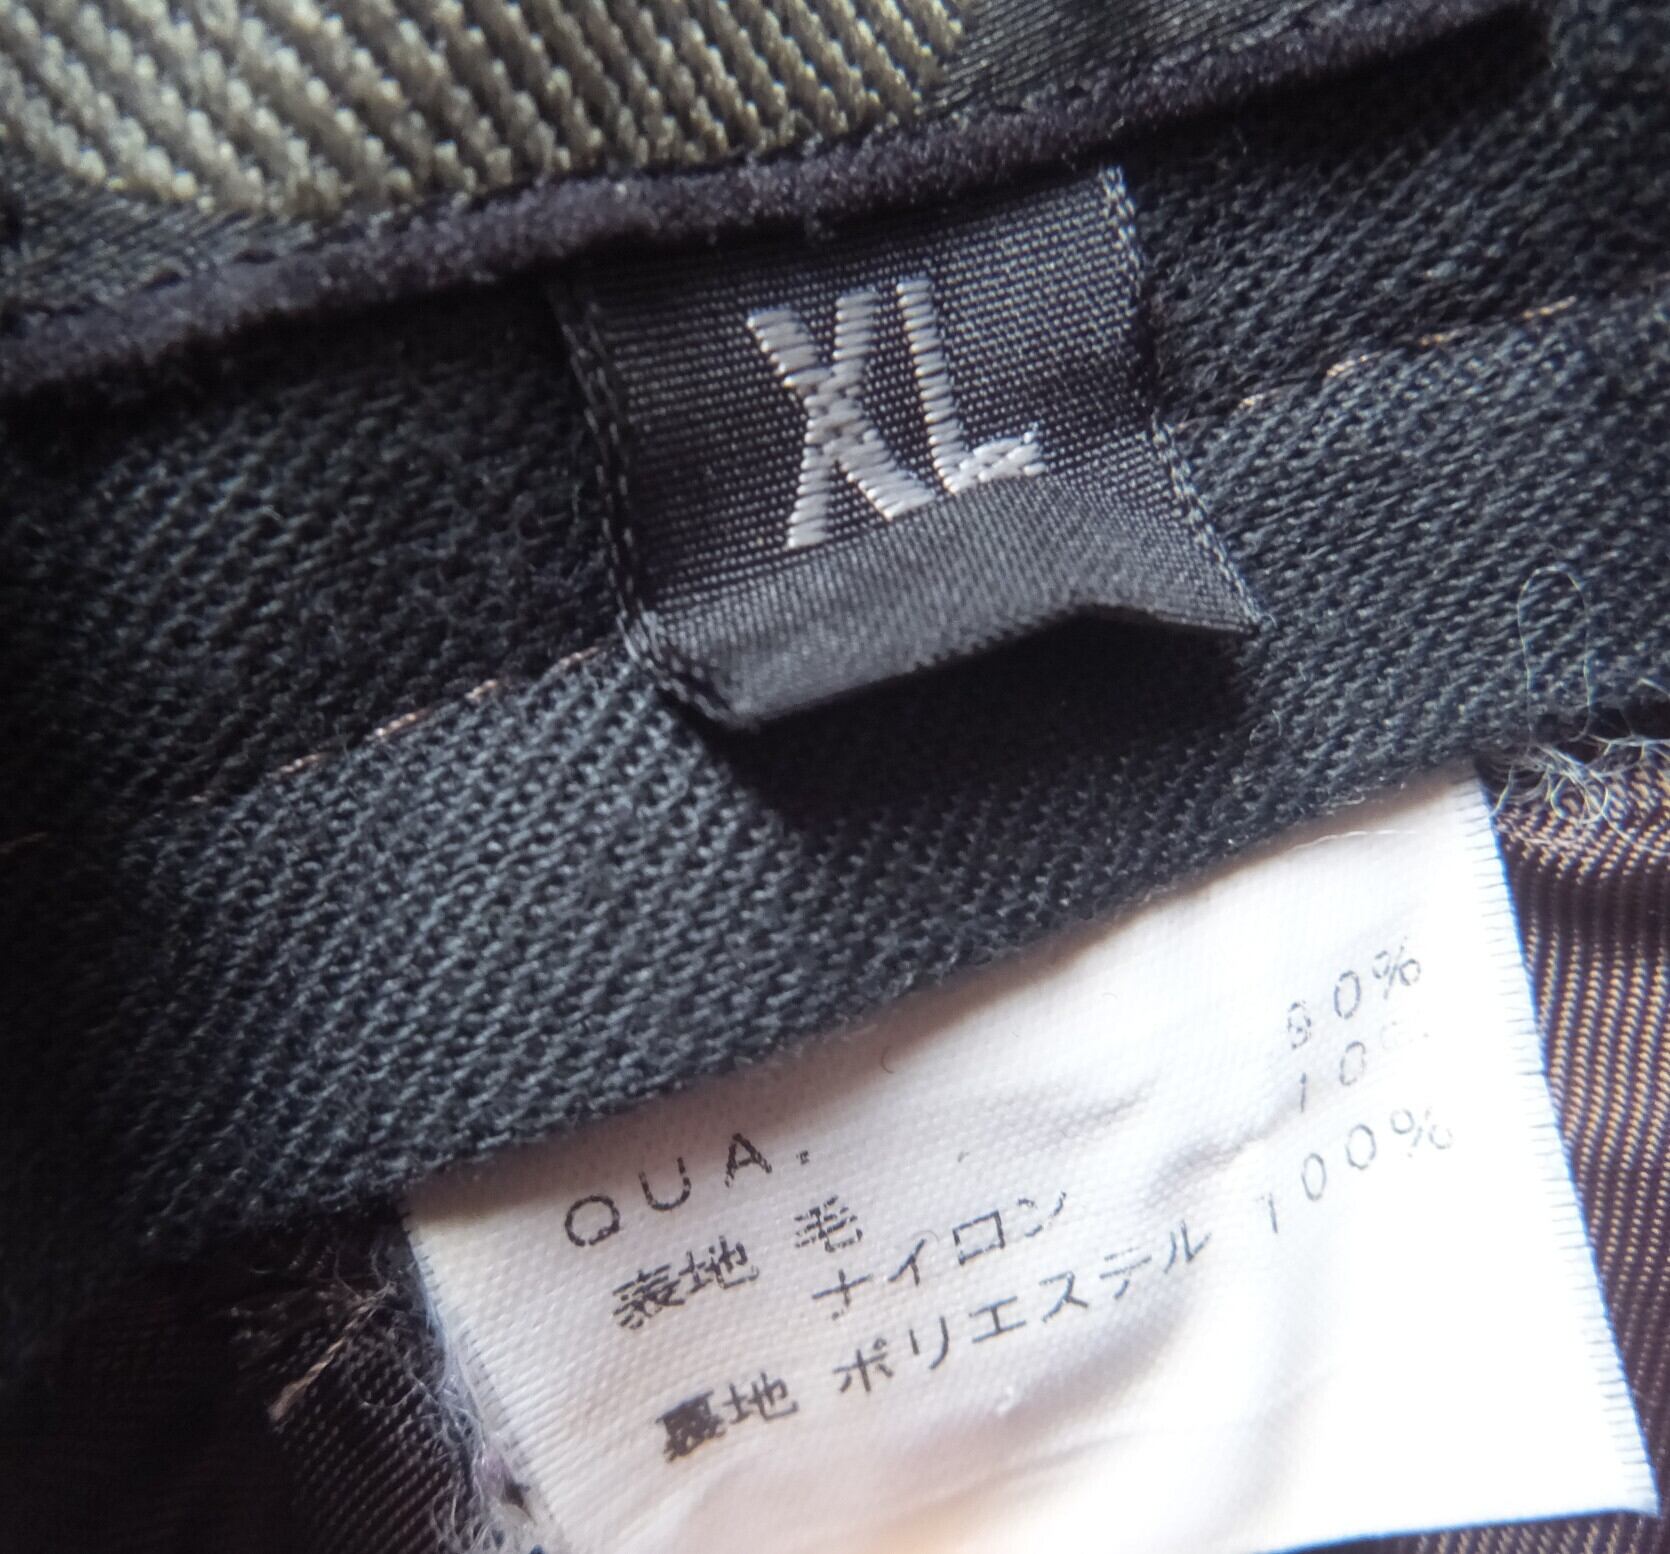 XL
QUA.
表地 毛 90%
ナイロン 10%
裏地 ポリエステル 100%